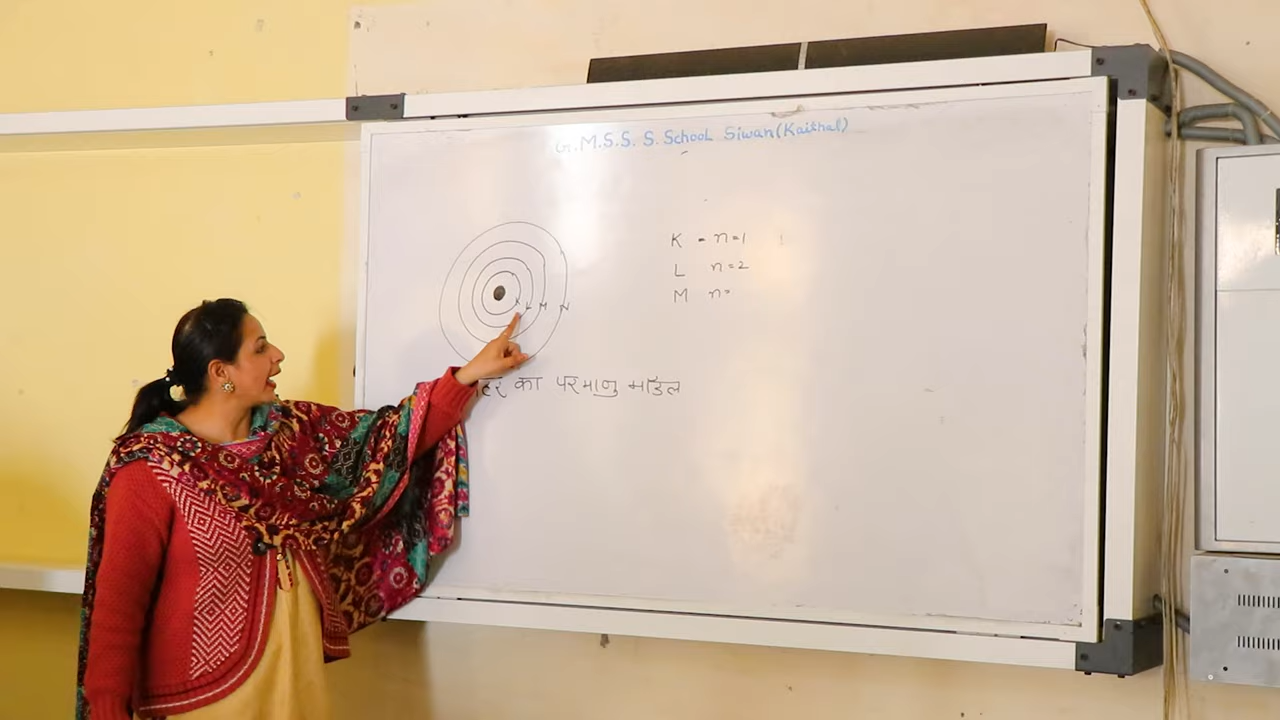 G.M.S.S. S. School Siwan (Kaithal)
K = n=1
L n=2
M n=
K L M N
का परमाणु मॉडल